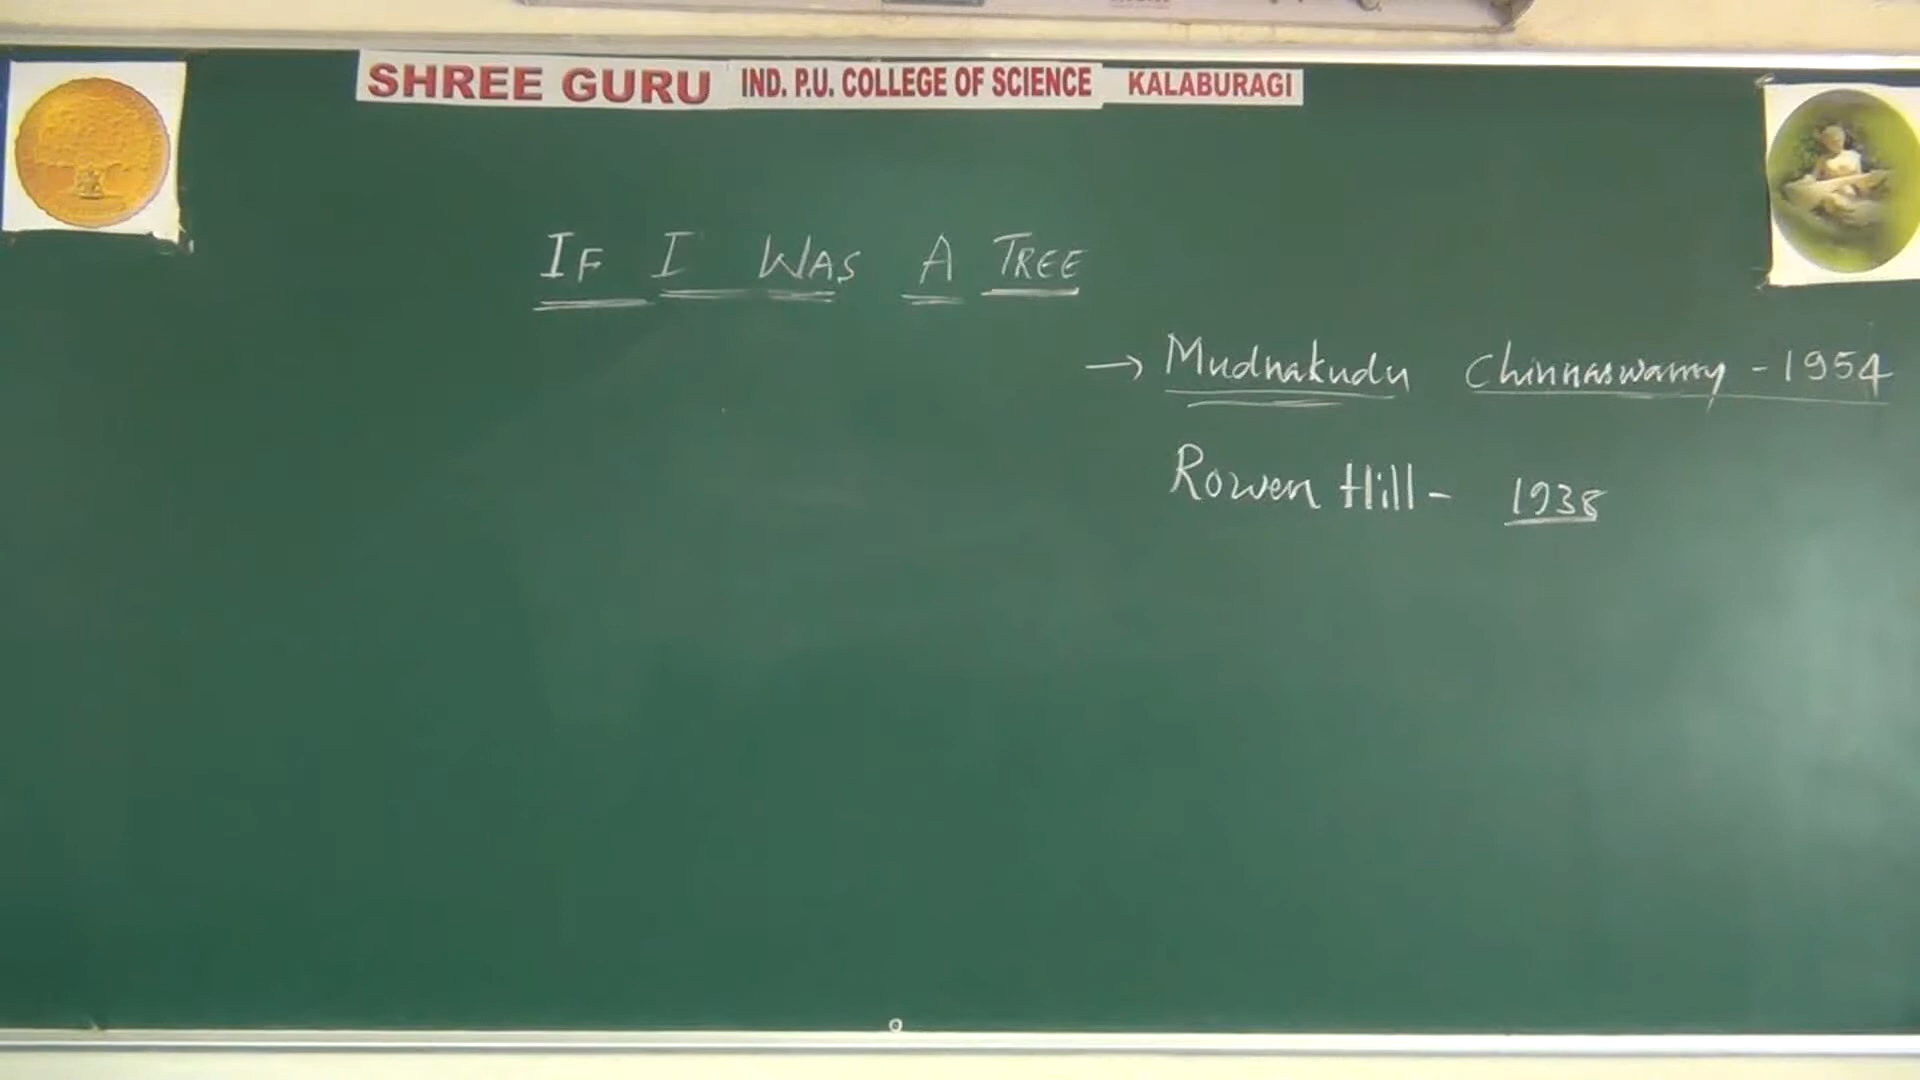 SHREE GURU IND. P.U. COLLEGE OF SCIENCE KALABURAGI
IF I WAS A TREE
→ Mudnakudu Chinnaswamy - 1954
Rowen Hill - 1938